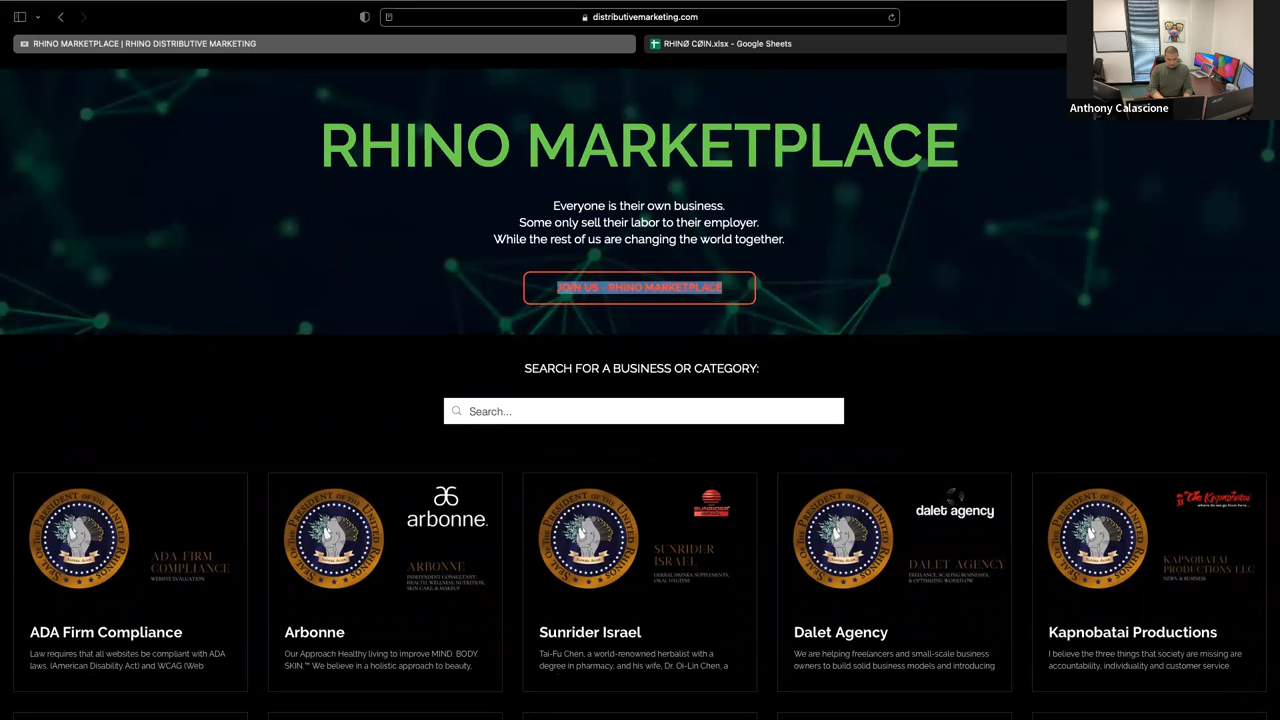 distributivemarketing.com
RHINO MARKETPLACE | RHINO DISTRIBUTIVE MARKETING
RHINØ CØIN.xlsx - Google Sheets
Anthony Calascione
RHINO MARKETPLACE
Everyone is their own business.
Some only sell their labor to their employer.
While the rest of us are changing the world together.
JOIN US - RHINO MARKETPLACE
SEARCH FOR A BUSINESS OR CATEGORY:
Search...
ADA FIRM
COMPLIANCE
WEBSITE EVALUATION
ADA Firm Compliance
Law requires that all websites be compliant with ADA
laws. (American Disability Act) and WCAG (Web
arbonne.
ARBONNE
INDEPENDENT CONSULTANT,
HEALTH, WELLNESS, NUTRITION,
SKIN CARE & MAKEUP
Arbonne
Our Approach Healthy living to improve MIND. BODY.
SKIN.™ We believe in a holistic approach to beauty,
SUNRIDER
ISRAEL
SUNRIDER
ISRAEL
HERBAL DRINKS, SUPPLEMENTS,
ORAL HYGIENE
Sunrider Israel
Tai-Fu Chen, a world-renowned herbalist with a
degree in pharmacy, and his wife, Dr. Oi-Lin Chen, a
dalet agency
DALET AGENCY
FREELANCE, SCALING BUSINESSES,
& OPTIMIZING WORKFLOW
Dalet Agency
We are helping freelancers and small-scale business
owners to build solid business models and introducing
The Kapnobatai
where do we go from here...
KAPNOBATAI
PRODUCTIONS LLC
NEWS & BUSINESS
Kapnobatai Productions
I believe the three things that society are missing are
accountability, individuality and customer service.